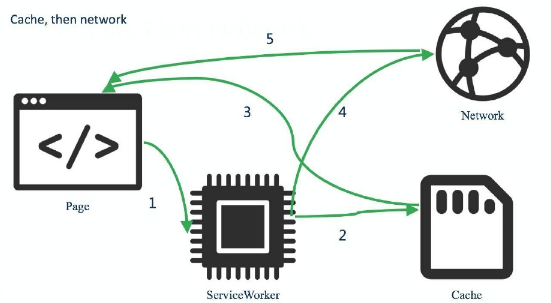 Cache, then network
5
Network
3
4
</>
Page
1
2
ServiceWorker
Cache